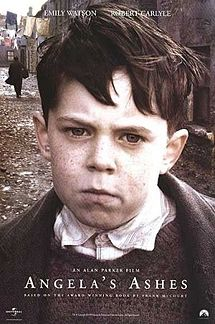 EMILY WATSON ROBERT CARLYLE
AN ALAN PARKER FILM
ANGELA'S ASHES
BASED ON THE AWARD WINNING BOOK BY FRANK McCOURT